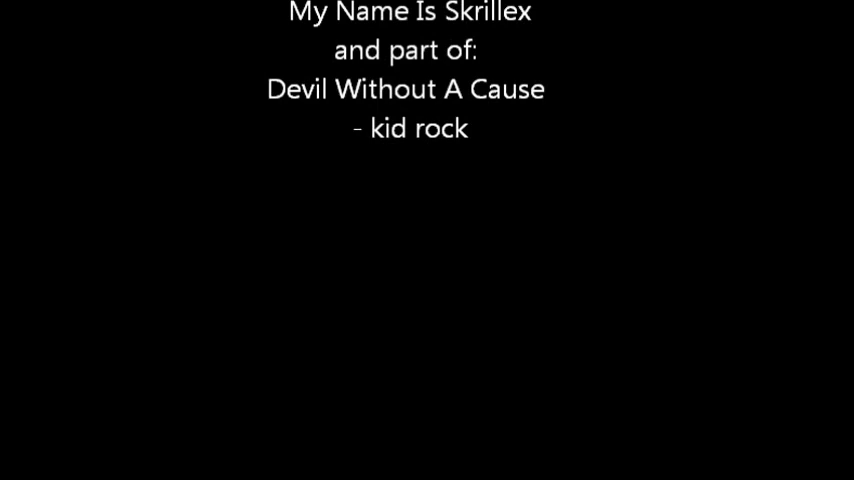 My Name Is Skrillex
and part of:
Devil Without A Cause
- kid rock